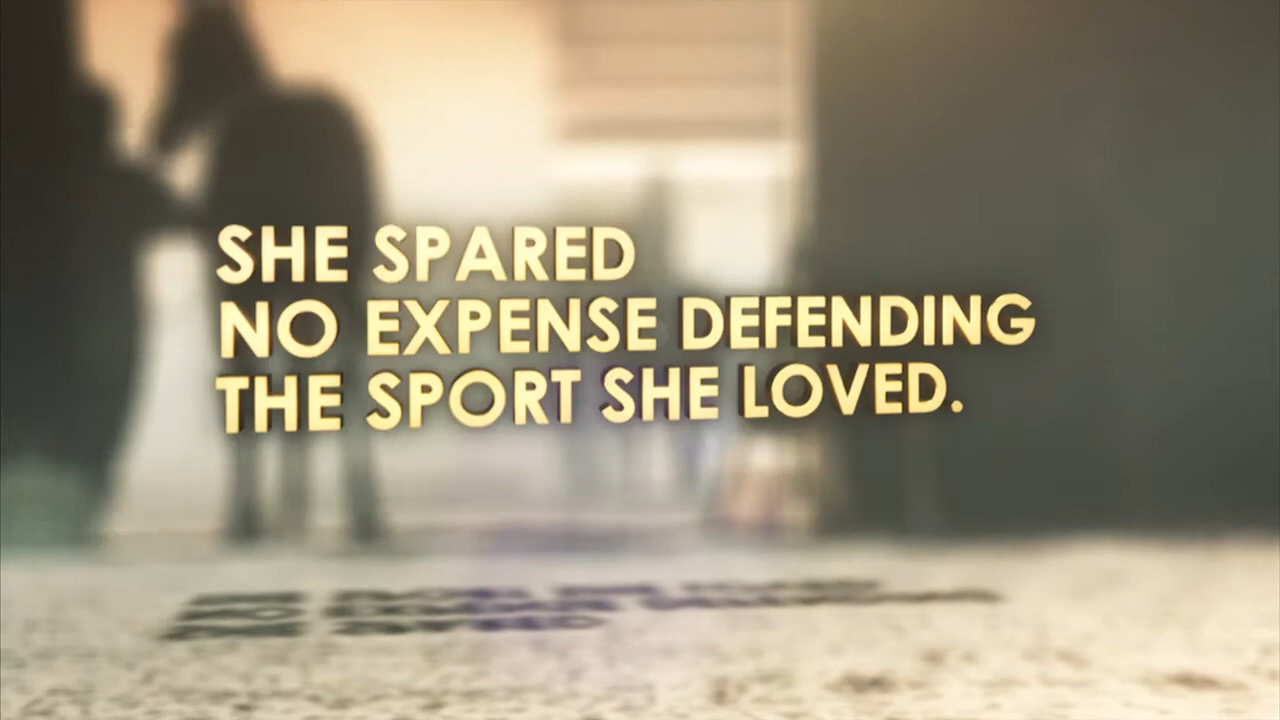 SHE SPARED
NO EXPENSE DEFENDING
THE SPORT SHE LOVED.